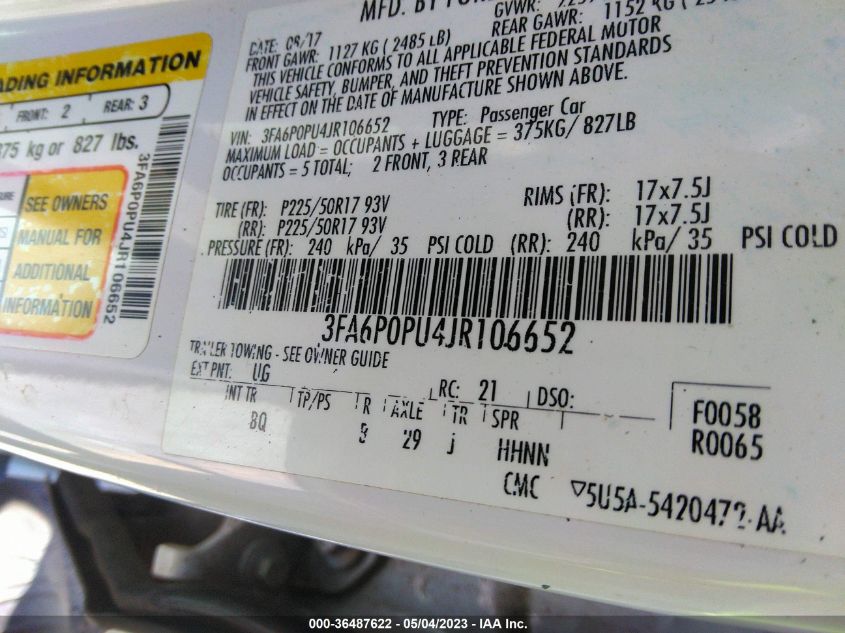 MFD. BY FOR
GVWR:
DATE: 08/17
FRONT GAWR: 1127 KG ( 2485 LB)
REAR GAWR: 1152 KG (
THIS VEHICLE CONFORMS TO ALL APPLICABLE FEDERAL MOTOR
VEHICLE SAFETY, BUMPER, AND THEFT PREVENTION STANDARDS
IN EFFECT ON THE DATE OF MANUFACTURE SHOWN ABOVE.
VIN: 3FA6P0PU4JR106652
TYPE: Passenger Car
MAXIMUM LOAD = OCCUPANTS + LUGGAGE = 375KG/ 827LB
OCCUPANTS = 5 TOTAL; 2 FRONT, 3 REAR
TIRE (FR): P225/50R17 93V
RIMS (FR): 17x7.5J
(RR): P225/50R17 93V
(RR): 17x7.5J
PRESSURE (FR): 240 kPa/ 35 PSI COLD (RR): 240 kPa/ 35 PSI COLD
3FA6P0PU4JR106652
TRAILER TOWING - SEE OWNER GUIDE
EXT PNT: UG
RC: 21 DSO:
INT TR TP/PS R AXLE TR SPR
BQ 29 j HHNN
F0058
R0065
CMC ▽5U5A-5420472-AA
ADING INFORMATION
FRONT: 2 REAR: 3
375 kg or 827 lbs.
SEE OWNERS
MANUAL FOR
ADDITIONAL
INFORMATION
3FA6P0PU4JR106652
000-36487622 - 05/04/2023 - IAA Inc.